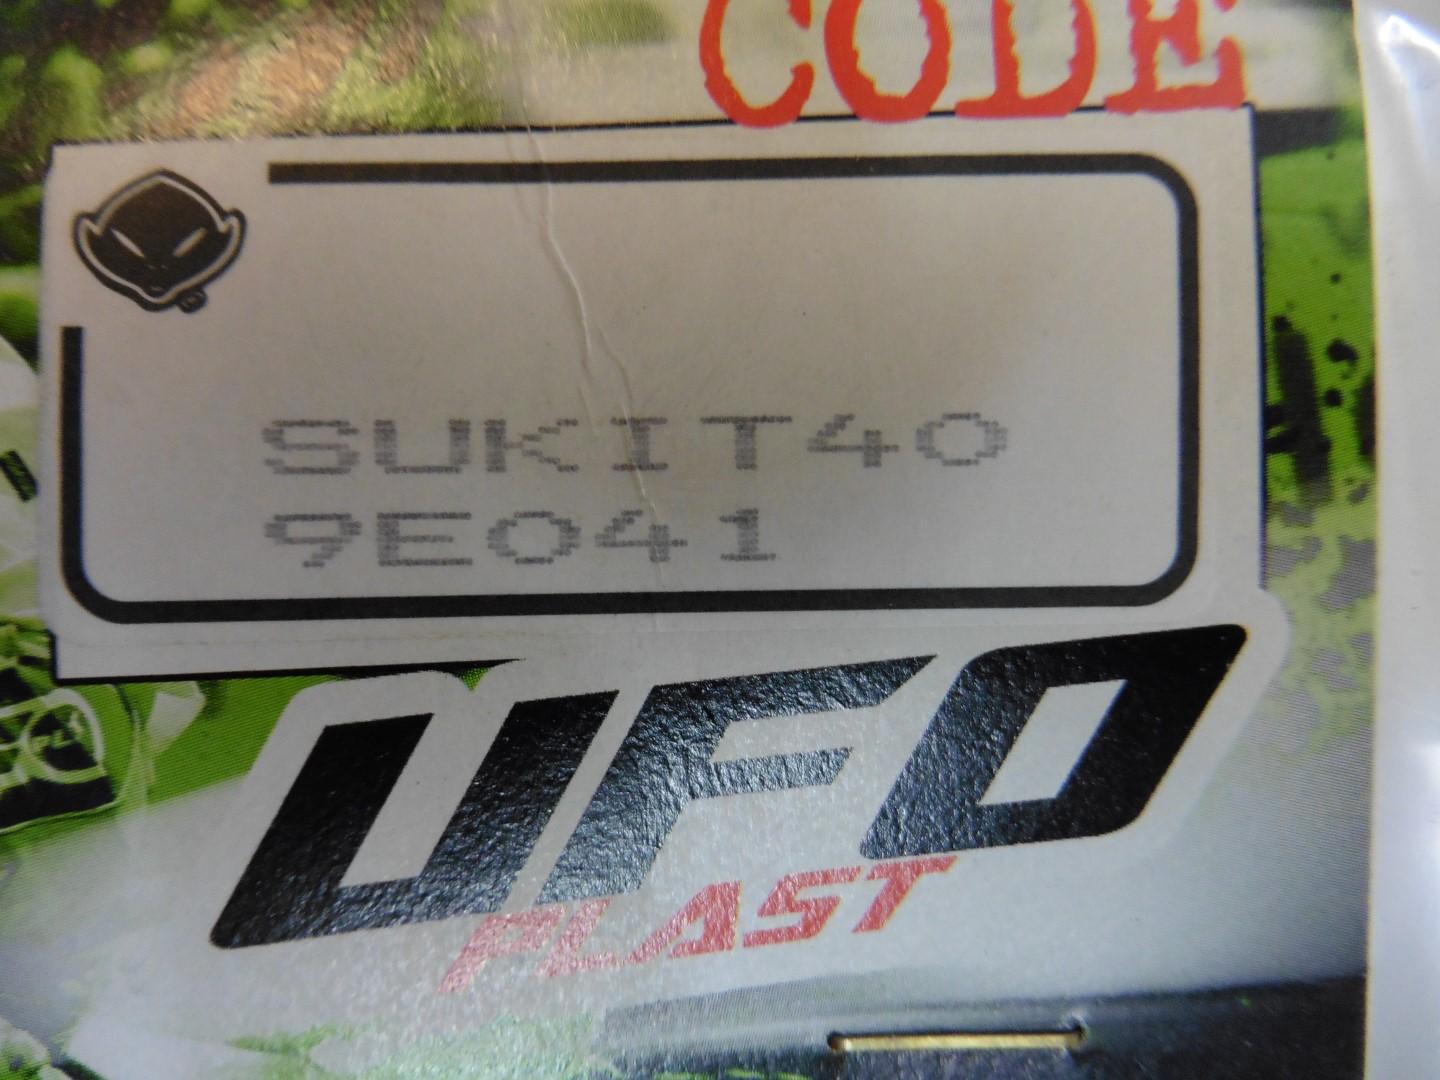 CODE
SUKIT40
9E041
UFO
PLAST